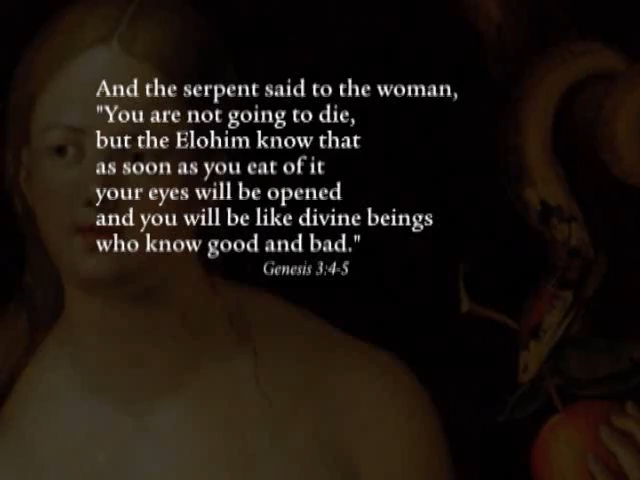 And the serpent said to the woman,
"You are not going to die,
but the Elohim know that
as soon as you eat of it
your eyes will be opened
and you will be like divine beings
who know good and bad."
Genesis 3:4-5